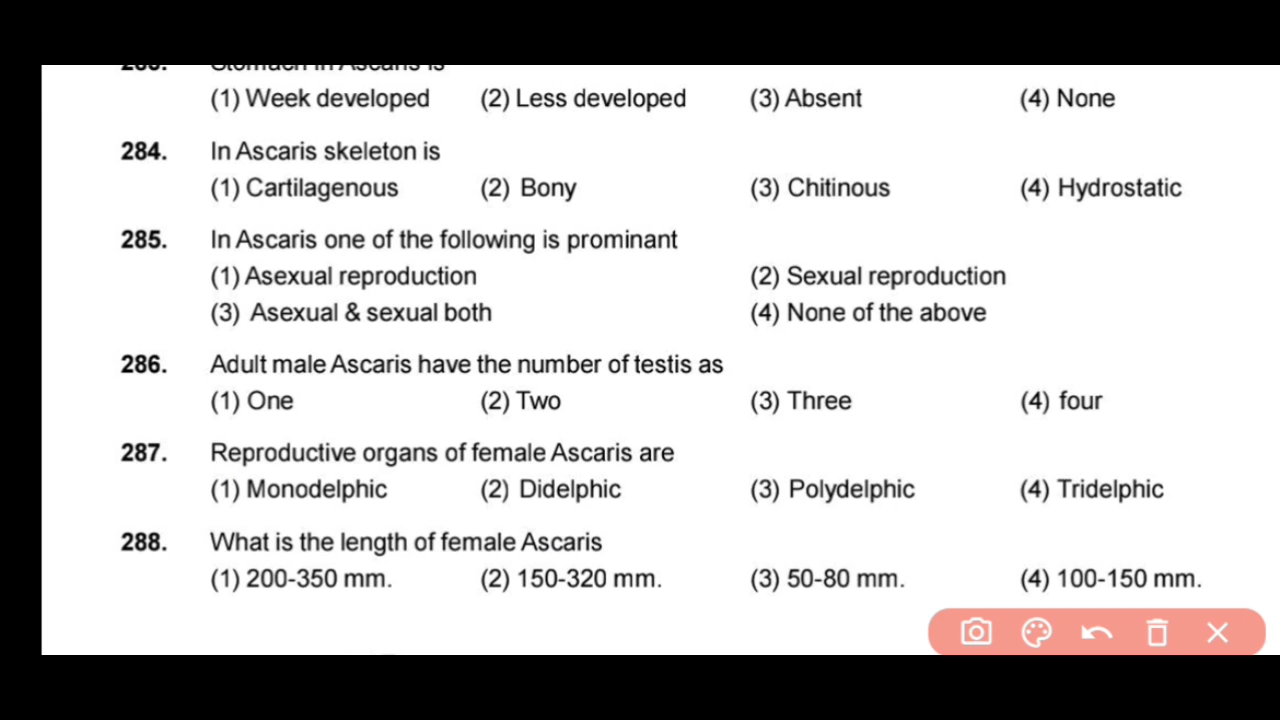 283. Stomach in Ascaris is
(1) Week developed (2) Less developed (3) Absent (4) None
284. In Ascaris skeleton is
(1) Cartilagenous (2) Bony (3) Chitinous (4) Hydrostatic
285. In Ascaris one of the following is prominant
(1) Asexual reproduction (2) Sexual reproduction
(3) Asexual & sexual both (4) None of the above
286. Adult male Ascaris have the number of testis as
(1) One (2) Two (3) Three (4) four
287. Reproductive organs of female Ascaris are
(1) Monodelphic (2) Didelphic (3) Polydelphic (4) Tridelphic
288. What is the length of female Ascaris
(1) 200-350 mm. (2) 150-320 mm. (3) 50-80 mm. (4) 100-150 mm.